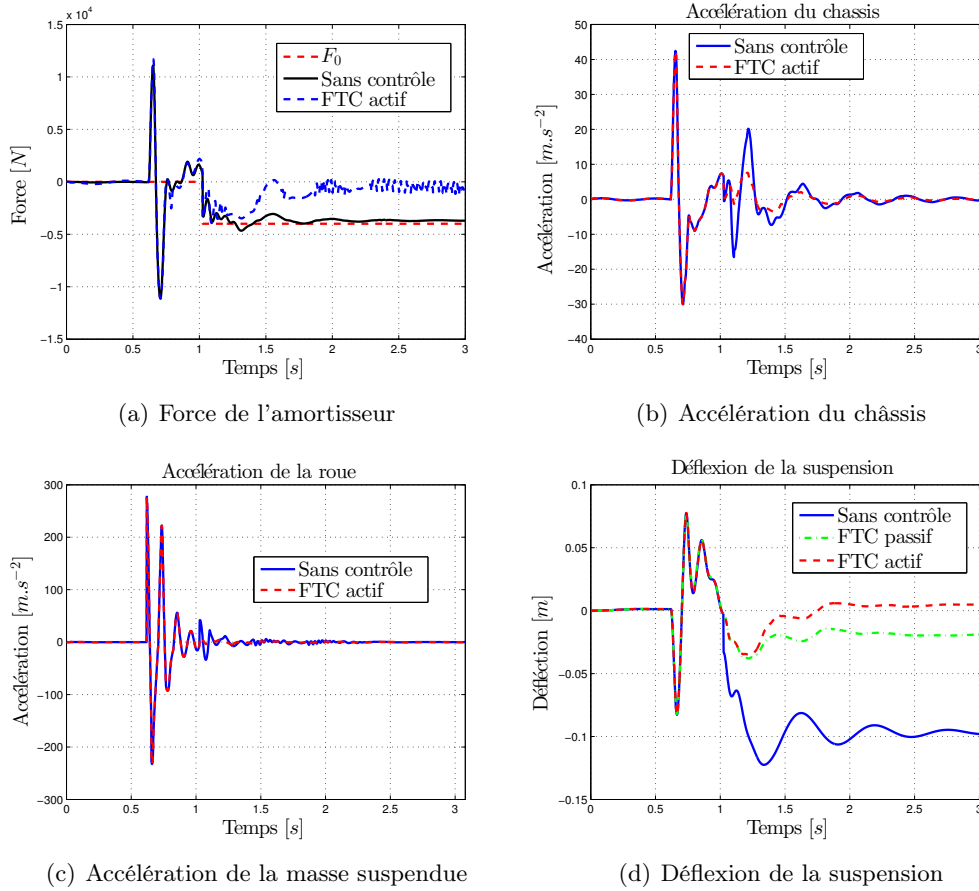 x 10⁴
1.5
1
0.5
0
-0.5
-1
-1.5
Force [N]
F₀
Sans contrôle
FTC actif
0 0.5 1 1.5 2 2.5 3
Temps [s]
(a) Force de l'amortisseur
Accélération du chassis
50
40
30
20
10
0
-10
-20
-30
-40
Accélération [m.s⁻²]
Sans contrôle
FTC actif
0 0.5 1 1.5 2 2.5 3
Temps [s]
(b) Accélération du châssis
Accélération de la roue
300
200
100
0
-100
-200
-300
Accélération [m.s⁻²]
Sans contrôle
FTC actif
0 0.5 1 1.5 2 2.5 3
Temps [s]
(c) Accélération de la masse suspendue
Déflexion de la suspension
0.1
0.05
0
-0.05
-0.1
-0.15
Défléction [m]
Sans contrôle
FTC passif
FTC actif
0 0.5 1 1.5 2 2.5 3
Temps [s]
(d) Déflexion de la suspension